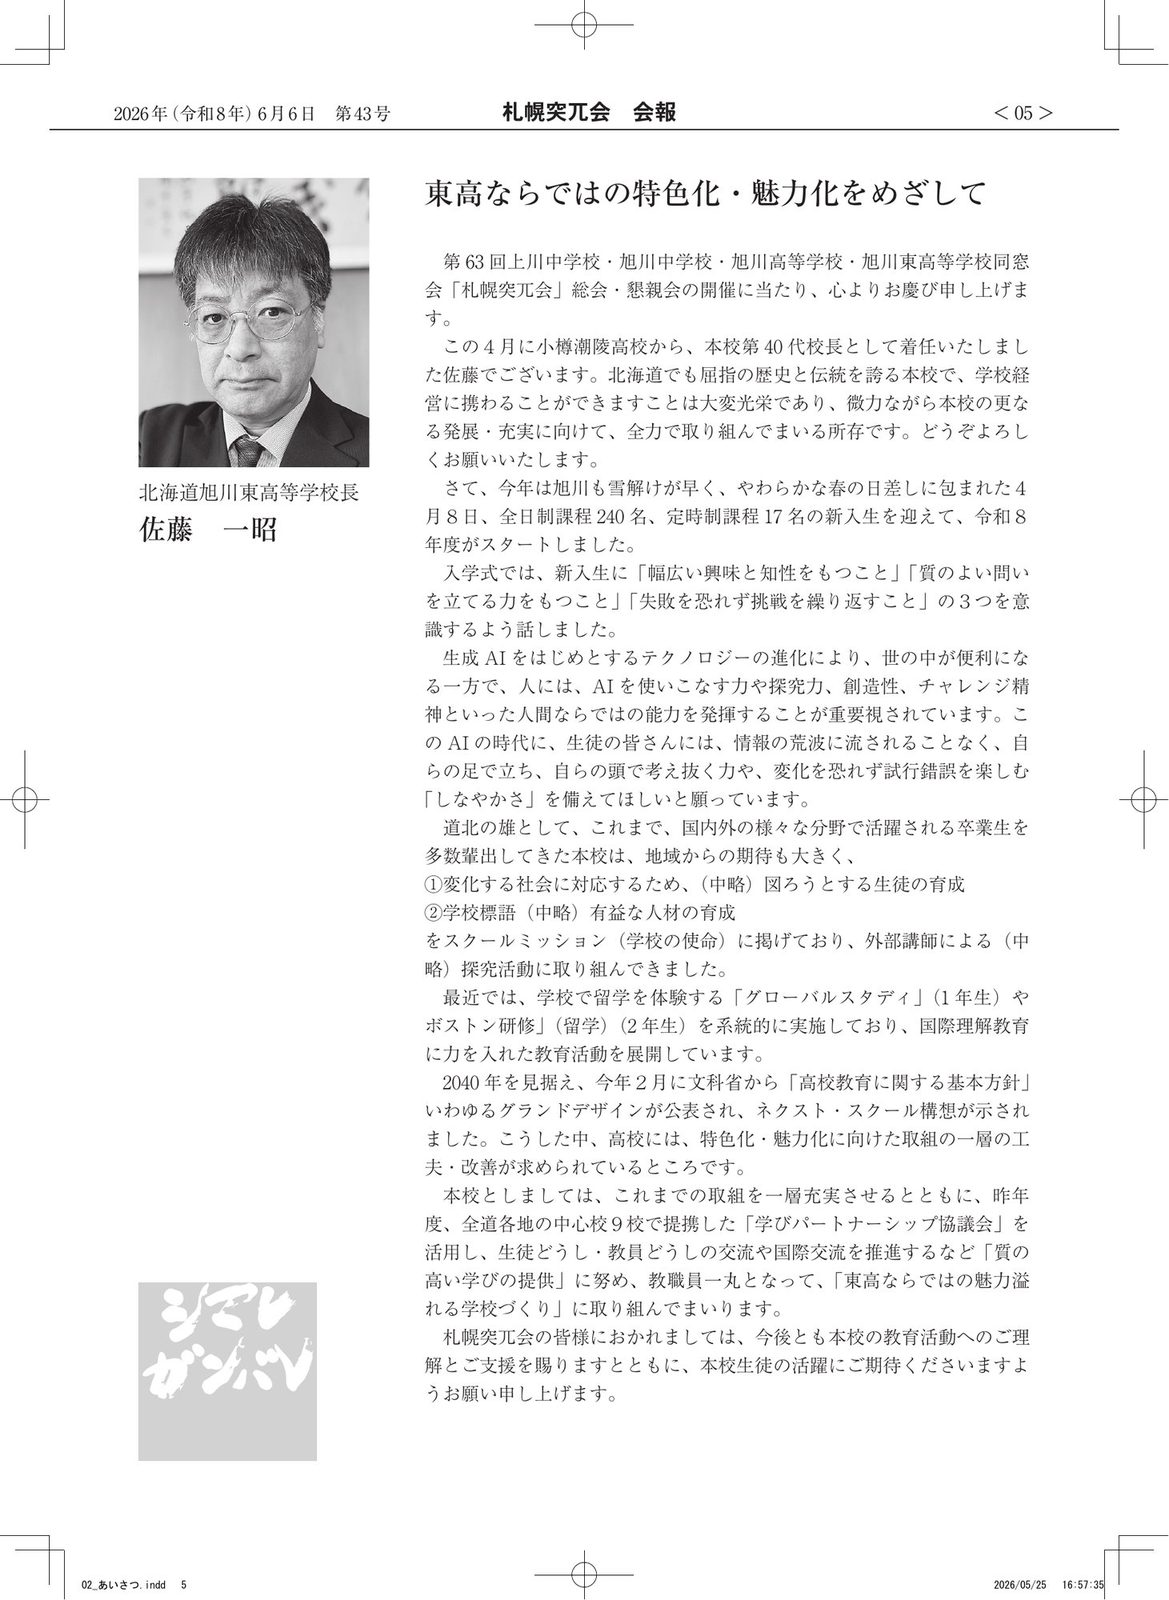 2026年（令和8年）6月6日　第43号
札幌突兀会　会報
＜05＞
東高ならではの特色化・魅力化をめざして
北海道旭川東高等学校長
佐藤　一昭
　第63回上川中学校・旭川中学校・旭川高等学校・旭川東高等学校同窓
会「札幌突兀会」総会・懇親会の開催に当たり、心よりお慶び申し上げま
す。
　この４月に小樽潮陵高校から、本校第40代校長として着任いたしまし
た佐藤でございます。北海道でも屈指の歴史と伝統を誇る本校で、学校経
営に携わることができますことは大変光栄であり、微力ながら本校の更な
る発展・充実に向けて、全力で取り組んでまいる所存です。どうぞよろし
くお願いいたします。
　さて、今年は旭川も雪解けが早く、やわらかな春の日差しに包まれた４
月８日、全日制課程240名、定時制課程17名の新入生を迎えて、令和８
年度がスタートしました。
　入学式では、新入生に「幅広い興味と知性をもつこと」「質のよい問い
を立てる力をもつこと」「失敗を恐れず挑戦を繰り返すこと」の３つを意
識するよう話しました。
　生成AIをはじめとするテクノロジーの進化により、世の中が便利にな
る一方で、人には、AIを使いこなす力や探究力、創造性、チャレンジ精
神といった人間ならではの能力を発揮することが重要視されています。こ
のAIの時代に、生徒の皆さんには、情報の荒波に流されることなく、自
らの足で立ち、自らの頭で考え抜く力や、変化を恐れず試行錯誤を楽しむ
「しなやかさ」を備えてほしいと願っています。
　道北の雄として、これまで、国内外の様々な分野で活躍される卒業生を
多数輩出してきた本校は、地域からの期待も大きく、
①変化する社会に対応するため、（中略）図ろうとする生徒の育成
②学校標語（中略）有益な人材の育成
をスクールミッション（学校の使命）に掲げており、外部講師による（中
略）探究活動に取り組んできました。
　最近では、学校で留学を体験する「グローバルスタディ」（1年生）や
ボストン研修」（留学）（2年生）を系統的に実施しており、国際理解教育
に力を入れた教育活動を展開しています。
　2040年を見据え、今年２月に文科省から「高校教育に関する基本方針」
いわゆるグランドデザインが公表され、ネクスト・スクール構想が示され
ました。こうした中、高校には、特色化・魅力化に向けた取組の一層の工
夫・改善が求められているところです。
　本校としましては、これまでの取組を一層充実させるとともに、昨年
度、全道各地の中心校９校で提携した「学びパートナーシップ協議会」を
活用し、生徒どうし・教員どうしの交流や国際交流を推進するなど「質の
高い学びの提供」に努め、教職員一丸となって、「東高ならではの魅力溢
れる学校づくり」に取り組んでまいります。
　札幌突兀会の皆様におかれましては、今後とも本校の教育活動へのご理
解とご支援を賜りますとともに、本校生徒の活躍にご期待くださいますよ
うお願い申し上げます。
シマレ
ガンバレ
02_あいさつ.indd　5
2026/05/25　16:57:35